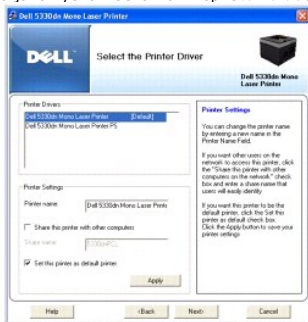 Dell 5330dn Mono Laser Printer
DELL
Select the Printer Driver
Dell 5330dn Mono
Laser Printer
Printer Drivers
Dell 5330dn Mono Laser Printer [Default]
Dell 5330dn Mono Laser Printer PS
Printer Settings
Printer name:
Dell 5330dn Mono Laser Printe
Share this printer with other computers
Share name:
Set this printer as default printer.
Apply
Printer Settings
You can change the printer name
by entering a new name in the
Printer Name Field.
If you want other users on the
network to access this printer, click
the "Share this printer with other
computers on the network" check
box and enter a share name that
users will easily identify.
If you want this printer to be the
default printer, click the Set this
printer as default check box.
Click the Apply button to save your
printer settings
Help
<Back
Next>
Cancel